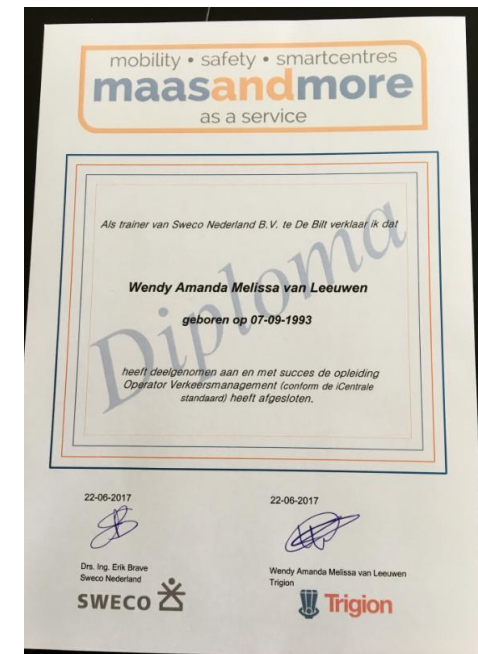 mobility • safety • smartcentres
maasandmore
as a service
Als trainer van Sweco Nederland B.V. te De Bilt verklaar ik dat
Diploma
Wendy Amanda Melissa van Leeuwen
geboren op 07-09-1993
heeft deelgenomen aan en met succes de opleiding
Operator Verkeersmanagement (conform de iCentrale
standaard) heeft afgesloten.
22-06-2017
22-06-2017
Drs. Ing. Erik Brave
Sweco Nederland
SWECO
Wendy Amanda Melissa van Leeuwen
Trigion
Trigion